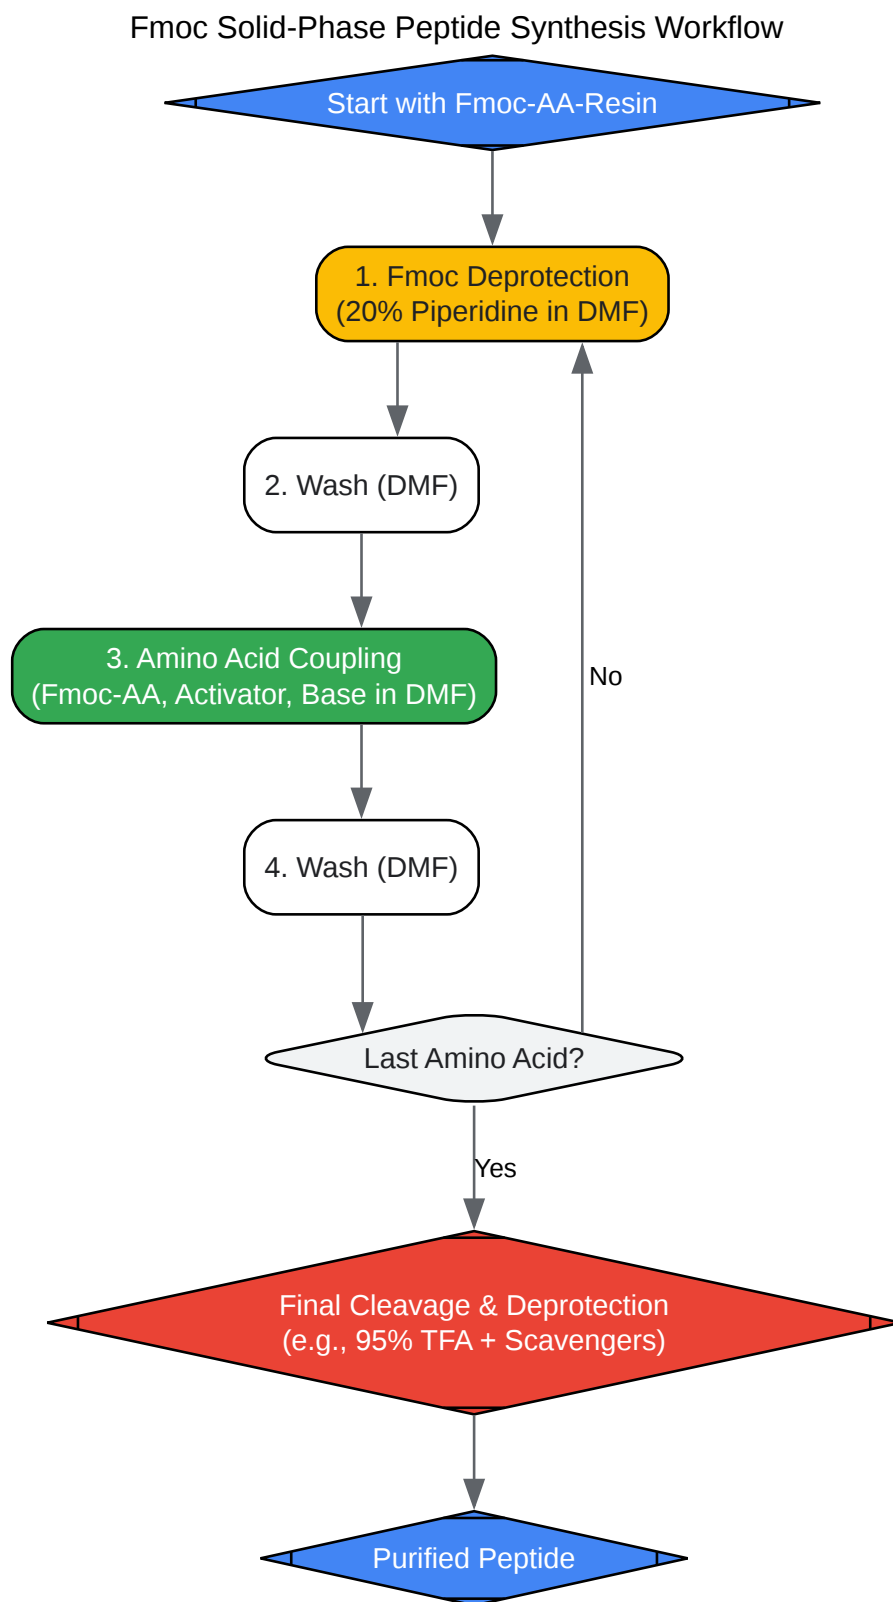 Fmoc Solid-Phase Peptide Synthesis Workflow
Start with Fmoc-AA-Resin
1. Fmoc Deprotection
(20% Piperidine in DMF)
2. Wash (DMF)
3. Amino Acid Coupling
(Fmoc-AA, Activator, Base in DMF)
No
4. Wash (DMF)
Last Amino Acid?
Yes
Final Cleavage & Deprotection
(e.g., 95% TFA + Scavengers)
Purified Peptide